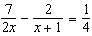 7/(2x) − 2/(x + 1) = 1/4